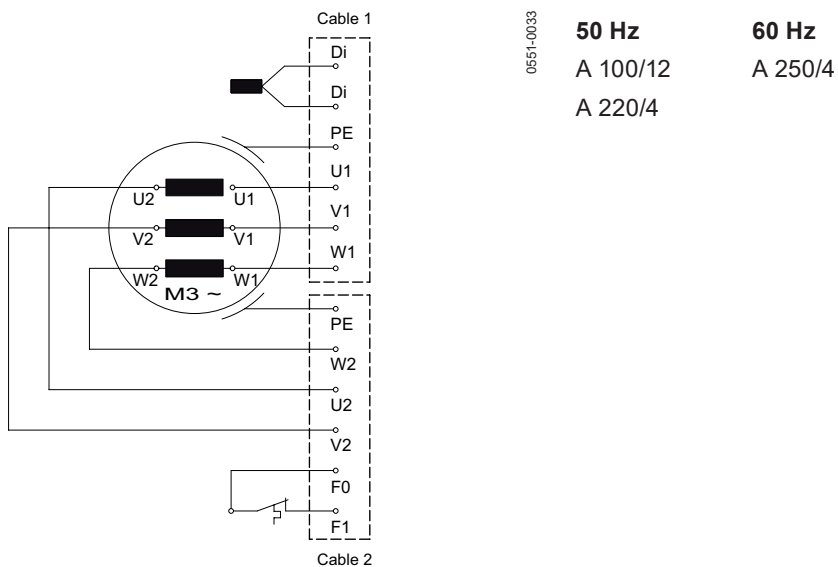 Cable 1
Di
Di
PE
U1
V1
W1
U2 U1
V2 V1
W2 W1
M3 ~
PE
W2
U2
V2
F0
F1
Cable 2
0551-0033
50 Hz 60 Hz
A 100/12 A 250/4
A 220/4